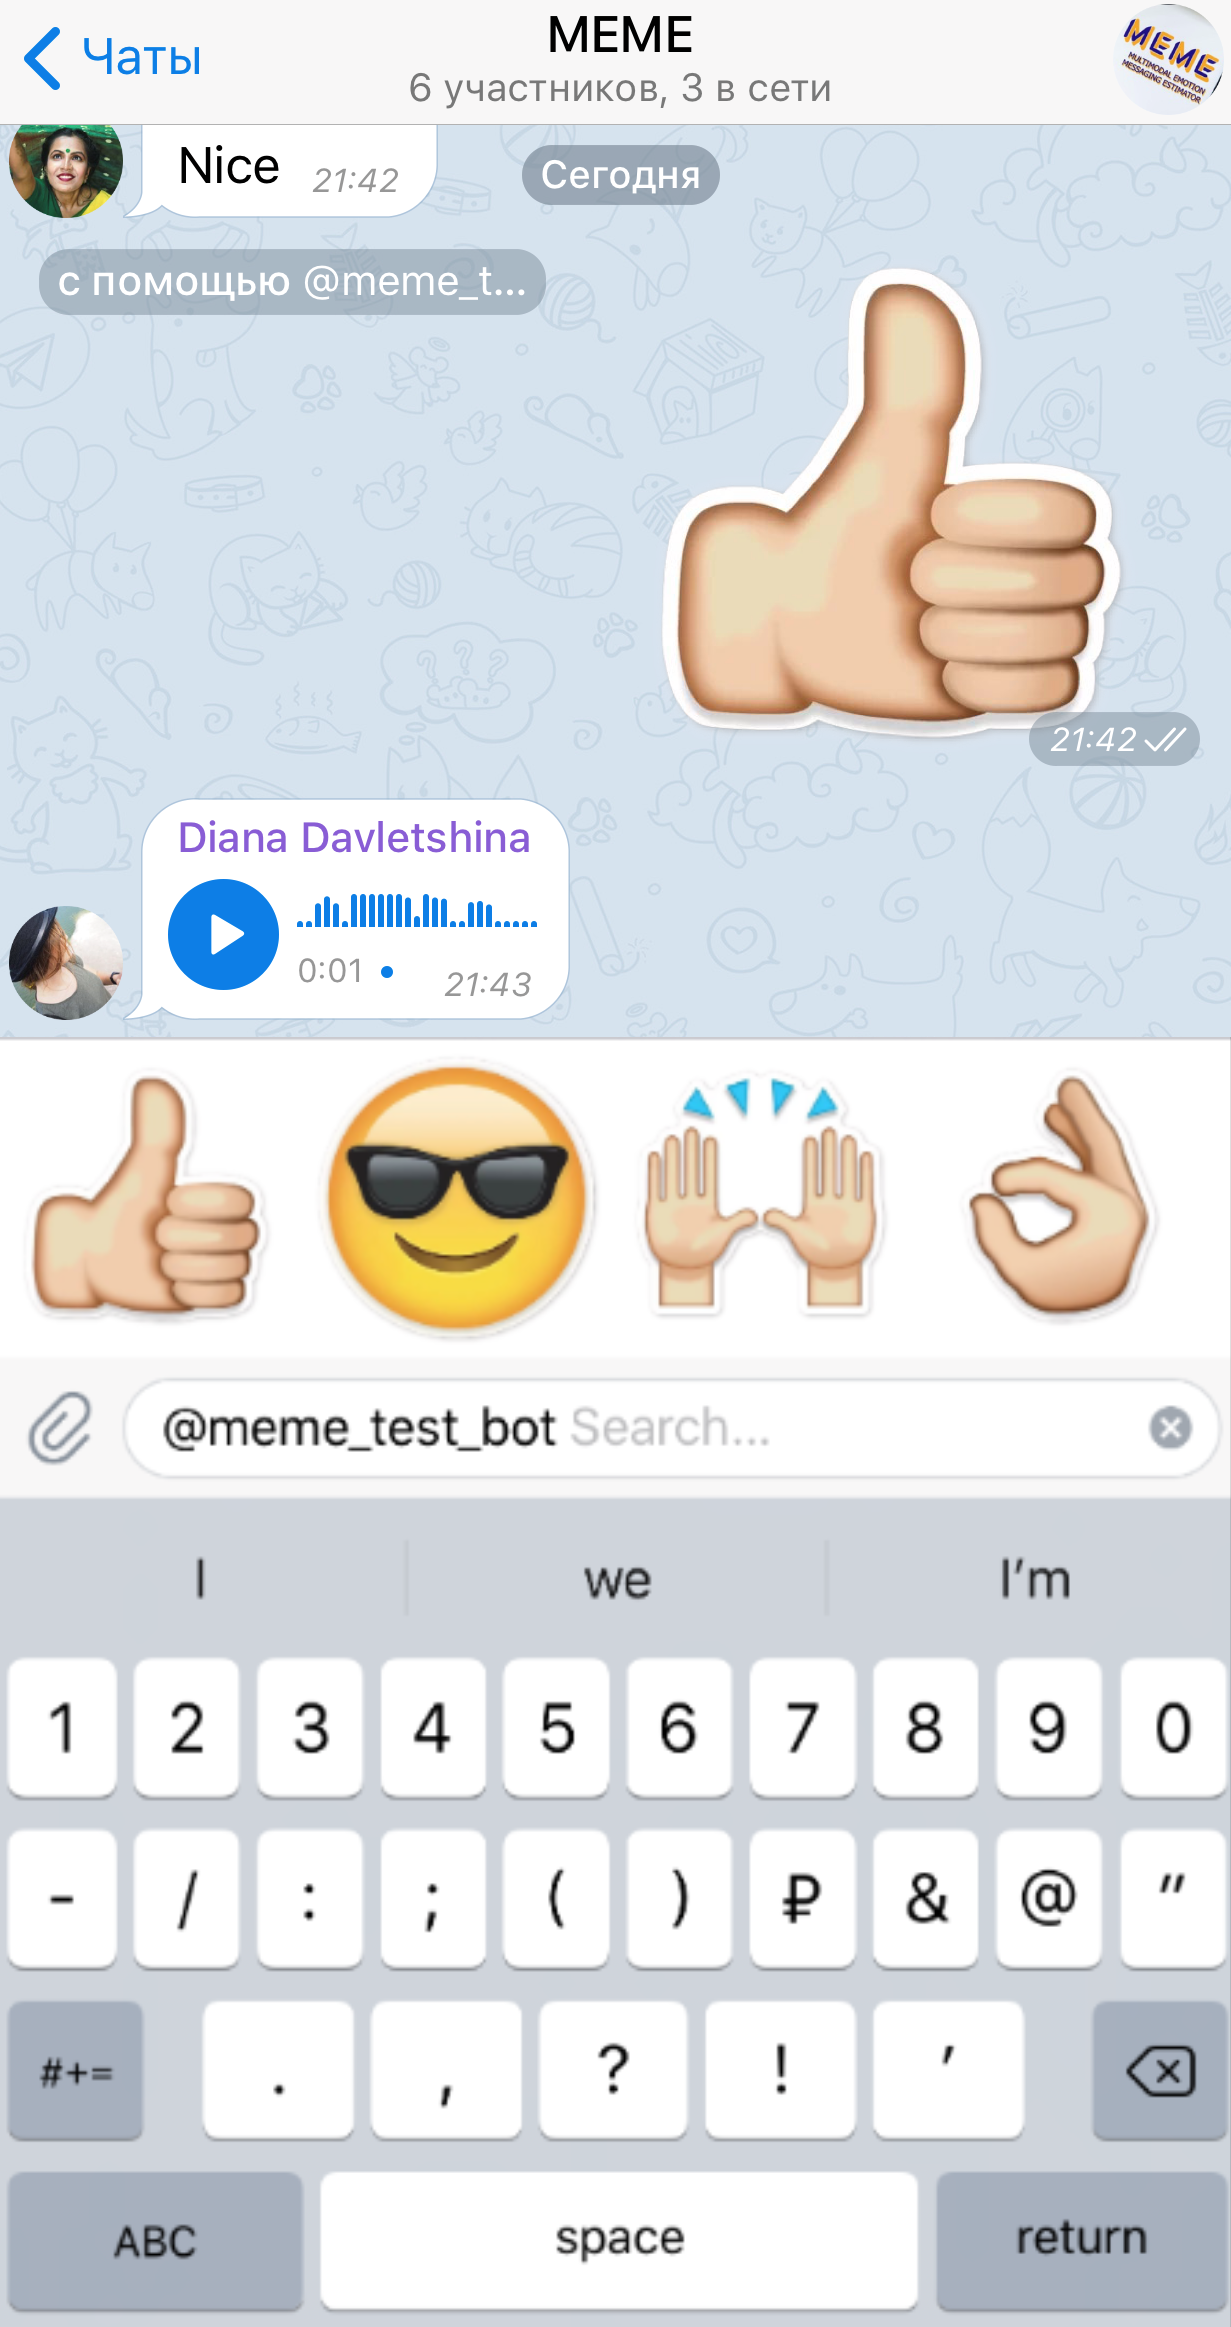 Чаты
MEME
6 участников, 3 в сети
MEME
MULTIMODAL EMOTION
MESSAGING ESTIMATOR
Nice 21:42
Сегодня
с помощью @meme_t...
21:42
Diana Davletshina
0:01 21:43
@meme_test_bot Search...
I we I'm
1 2 3 4 5 6 7 8 9 0
- / : ; ( ) ₽ & @ "
#+= . , ? ! '
ABC space return